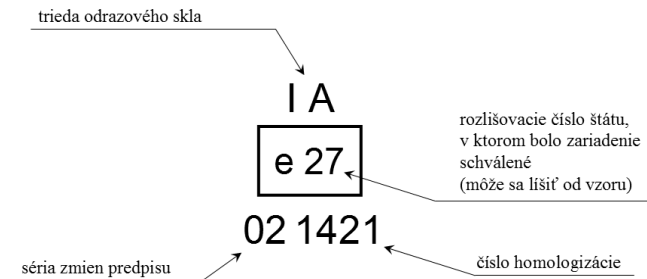 trieda odrazového skla
I A
e 27
rozlišovacie číslo štátu,
v ktorom bolo zariadenie
schválené
(môže sa líšiť od vzoru)
02 1421
séria zmien predpisu
číslo homologizácie